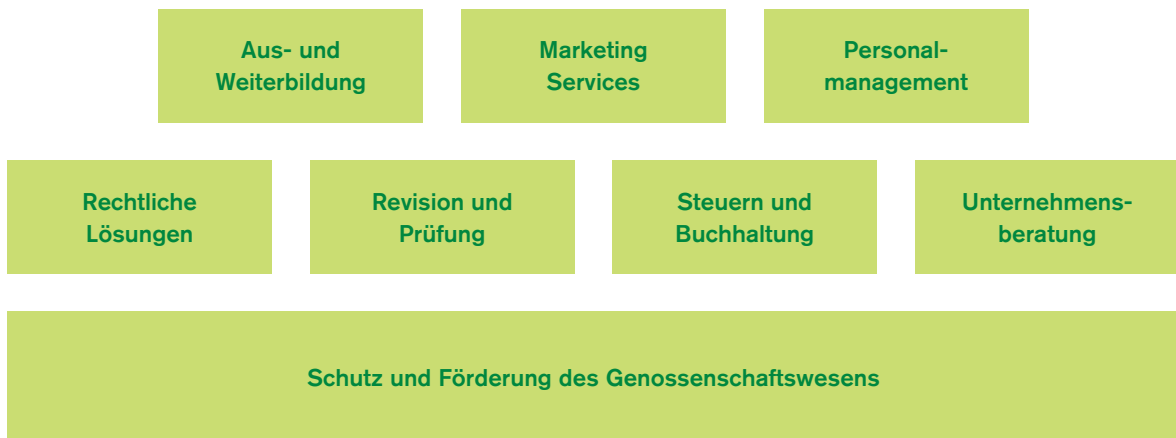 Aus- und
Weiterbildung
Marketing
Services
Personal-
management
Rechtliche
Lösungen
Revision und
Prüfung
Steuern und
Buchhaltung
Unternehmens-
beratung
Schutz und Förderung des Genossenschaftswesens